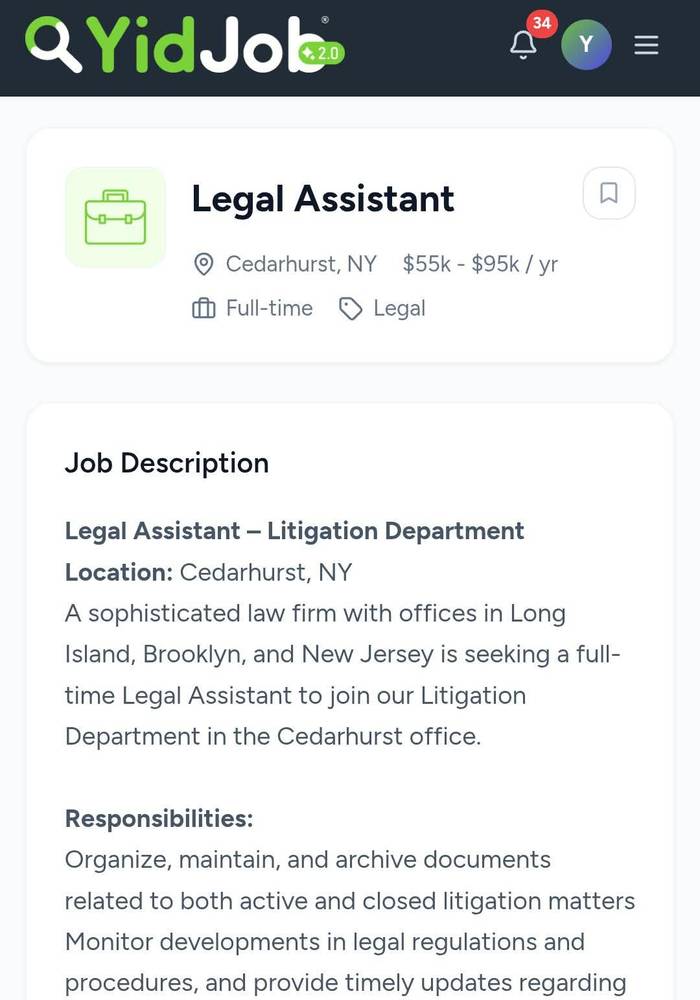 YidJob®
2.0
34
Y
Legal Assistant
Cedarhurst, NY $55k - $95k / yr
Full-time Legal
Job Description
Legal Assistant – Litigation Department
Location: Cedarhurst, NY
A sophisticated law firm with offices in Long
Island, Brooklyn, and New Jersey is seeking a full-
time Legal Assistant to join our Litigation
Department in the Cedarhurst office.
Responsibilities:
Organize, maintain, and archive documents
related to both active and closed litigation matters
Monitor developments in legal regulations and
procedures, and provide timely updates regarding